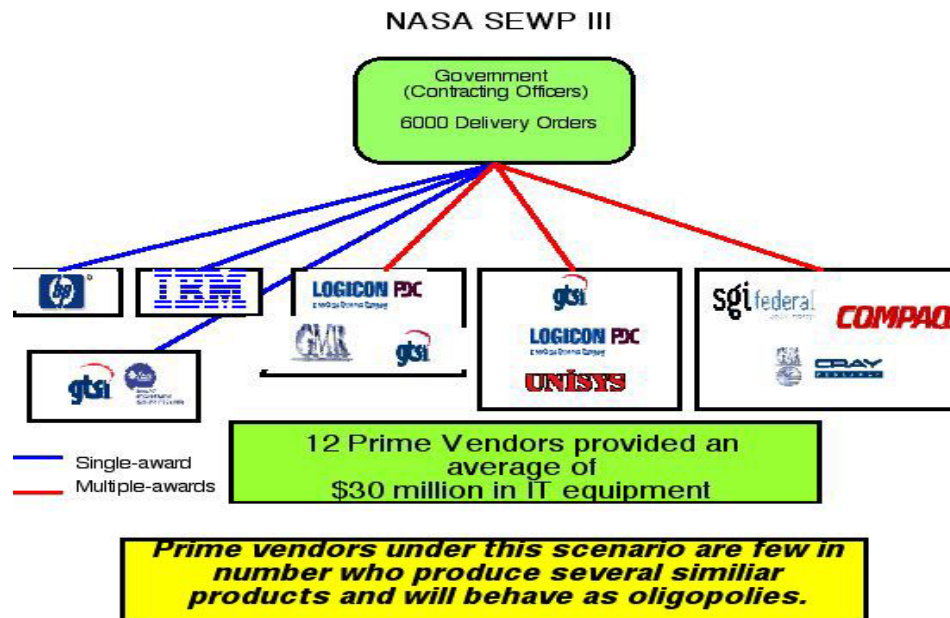 NASA SEWP III
Government
(Contracting Officers)
6000 Delivery Orders
hp
IBM
LOGICON PDC
GMR
gtsi
gtsi
LOGICON PDC
UNISYS
sgi federal
COMPAQ
CRAY
gtsi
Single-award
Multiple-awards
12 Prime Vendors provided an
average of
$30 million in IT equipment
Prime vendors under this scenario are few in
number who produce several similiar
products and will behave as oligopolies.